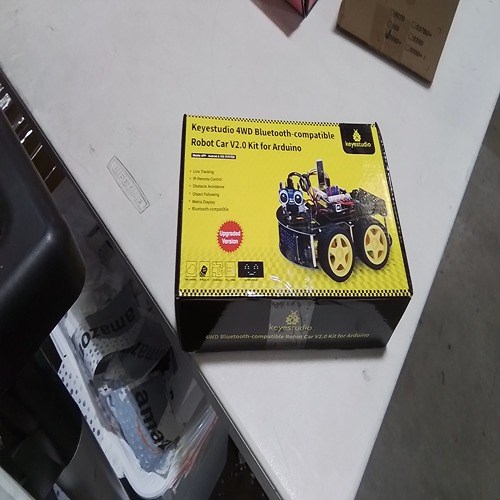 Keyestudio 4WD Bluetooth-compatible
Robot Car V2.0 Kit for Arduino
keyestudio
Line Tracking
IR Remote Control
Obstacle Avoidance
Object Following
Matrix Display
Bluetooth-compatible
Upgraded
Version
keyestudio
4WD Bluetooth-compatible Robot Car V2.0 Kit for Arduino
amazo
ama